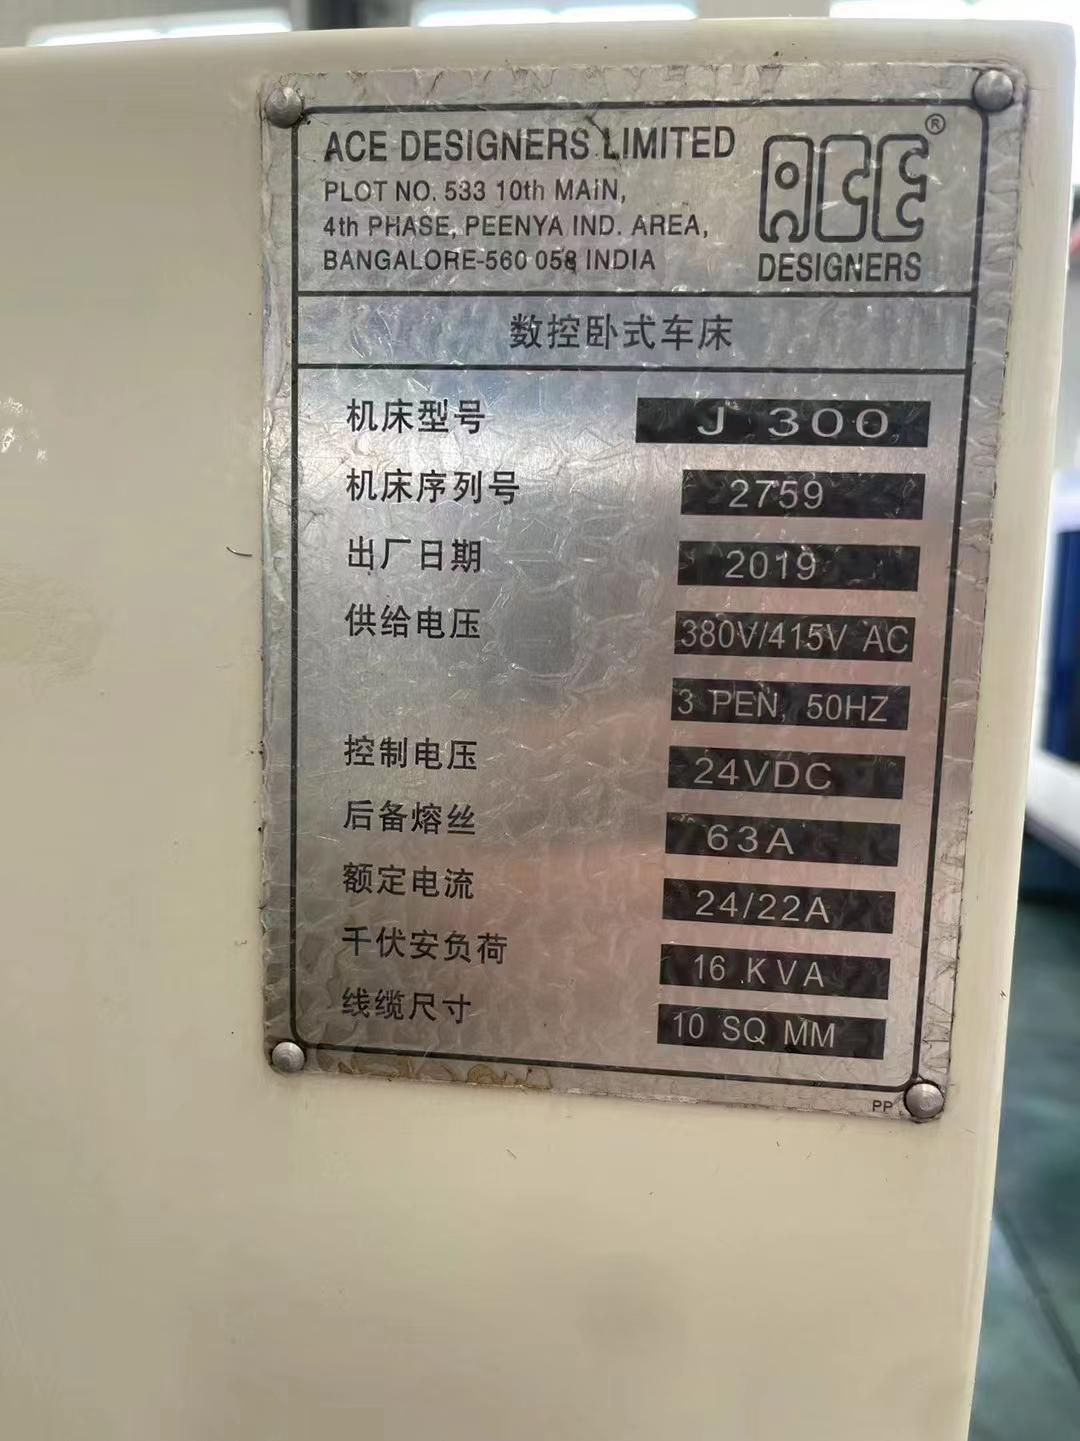 ACE DESIGNERS LIMITED
PLOT NO. 533 10th MAIN,
4th PHASE, PEENYA IND. AREA,
BANGALORE-560 058 INDIA
ACE ®
DESIGNERS
数控卧式车床
机床型号 J 300
机床序列号 2759
出厂日期 2019
供给电压 380V/415V AC
3 PEN, 50HZ
控制电压 24VDC
后备熔丝 63A
额定电流 24/22A
千伏安负荷 16 KVA
线缆尺寸 10 SQ MM
PP